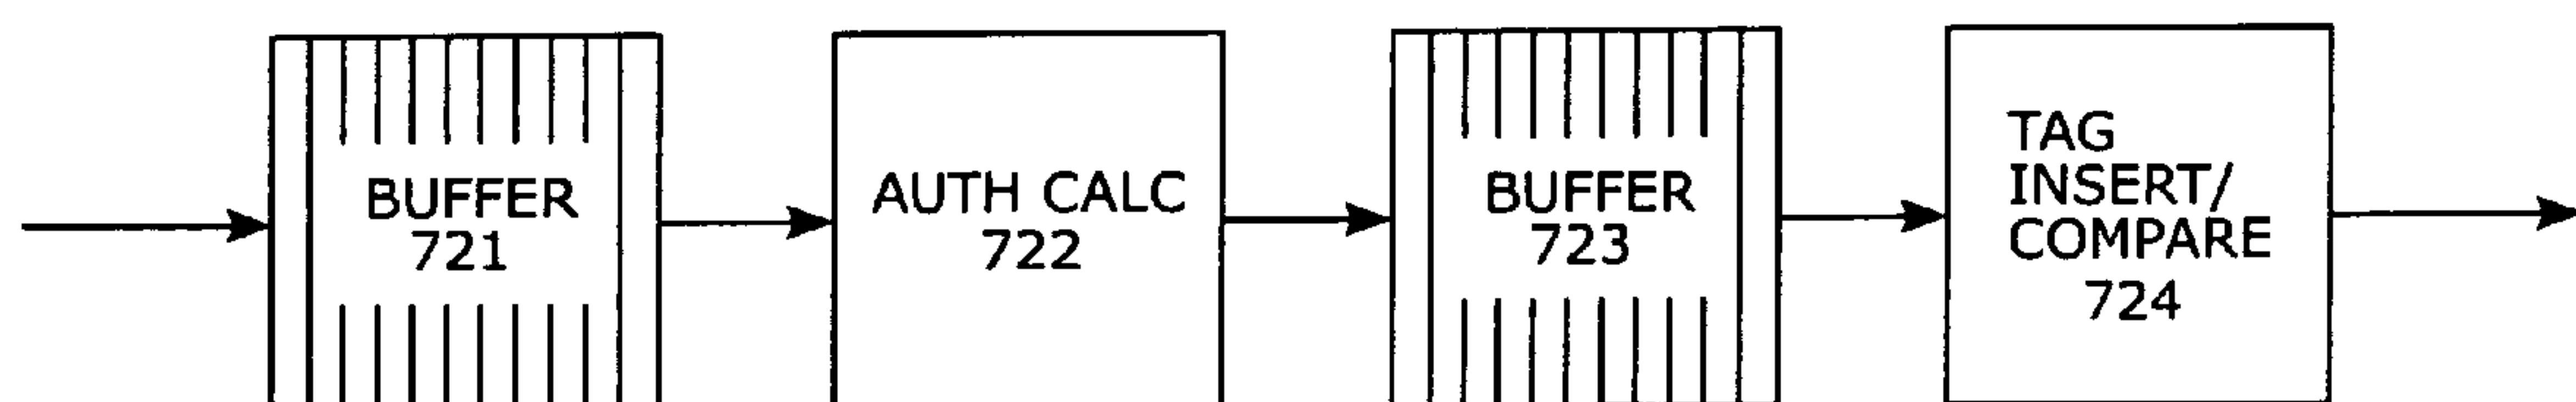 BUFFER
721
AUTH CALC
722
BUFFER
723
TAG
INSERT/
COMPARE
724